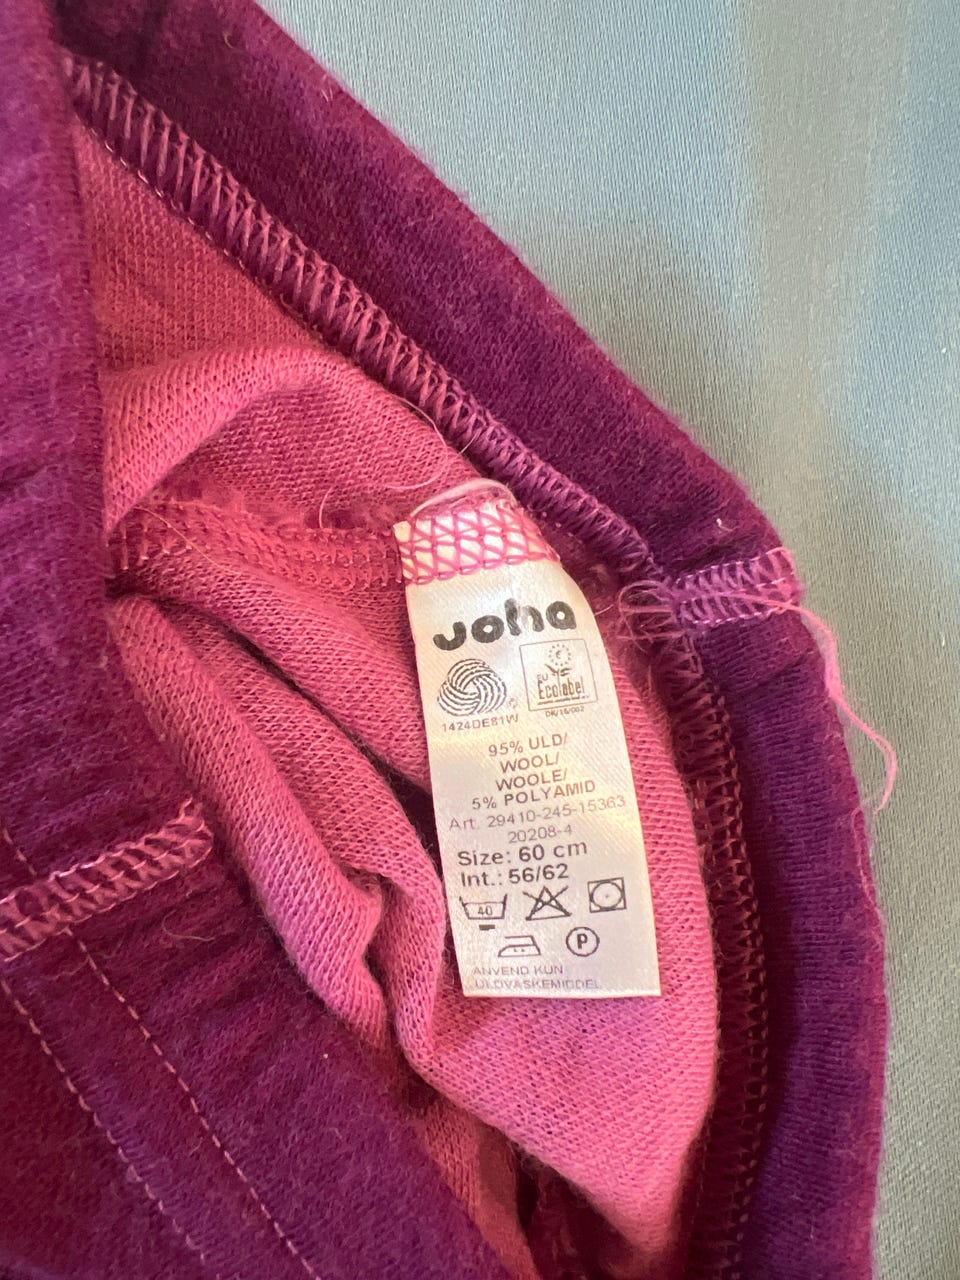 joha
EU
Ecolabel
DK/16/002
1424DE81W
95% ULD/
WOOL/
WOOLE/
5% POLYAMID
Art. 29410-245-15363
20208-4
Size: 60 cm
Int.: 56/62
40
P
ANVEND KUN
ULDVASKEMIDDEL